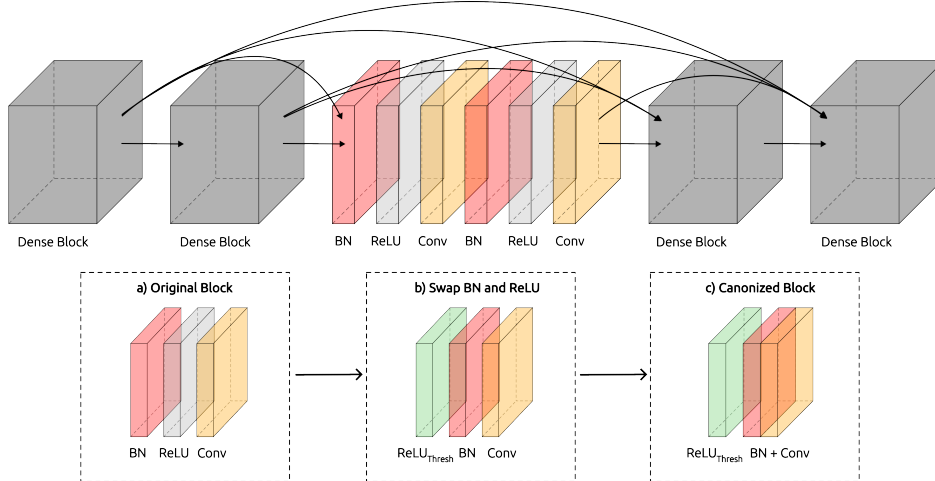 Dense Block
Dense Block
BN
ReLU
Conv
BN
ReLU
Conv
Dense Block
Dense Block
a) Original Block
BN
ReLU
Conv
b) Swap BN and ReLU
ReLUThresh
BN
Conv
c) Canonized Block
ReLUThresh
BN + Conv